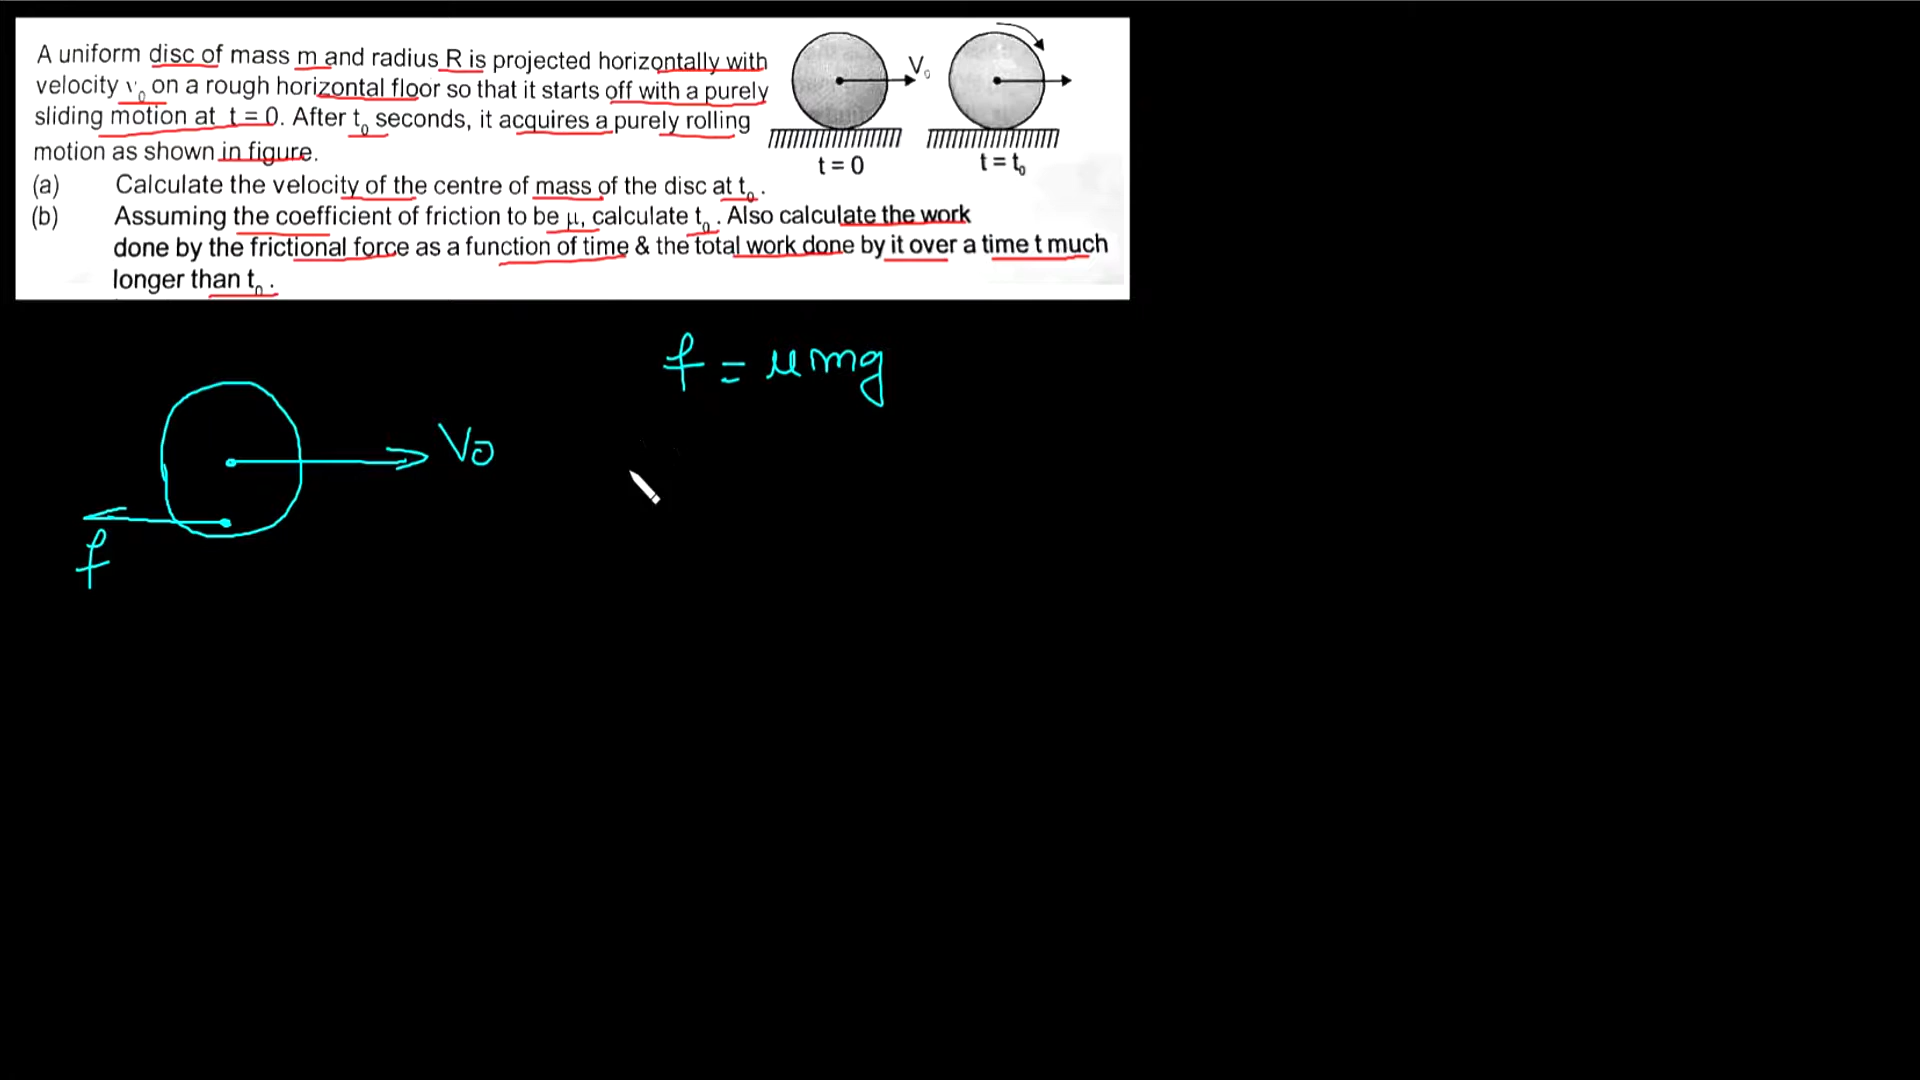 A uniform disc of mass m and radius R is projected horizontally with
velocity v₀ on a rough horizontal floor so that it starts off with a purely
sliding motion at t = 0. After t₀ seconds, it acquires a purely rolling
motion as shown in figure.
V₀
t = 0
t = t₀
(a) Calculate the velocity of the centre of mass of the disc at t₀.
(b) Assuming the coefficient of friction to be μ, calculate t₀. Also calculate the work
done by the frictional force as a function of time & the total work done by it over a time t much
longer than t₀.
f = μmg
V₀
f